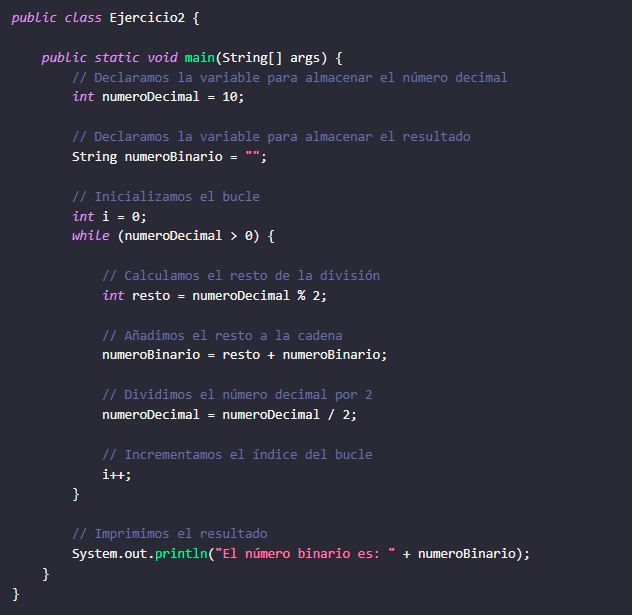 public class Ejercicio2 {
public static void main(String[] args) {
// Declaramos la variable para almacenar el número decimal
int numeroDecimal = 10;
// Declaramos la variable para almacenar el resultado
String numeroBinario = "";
// Inicializamos el bucle
int i = 0;
while (numeroDecimal > 0) {
// Calculamos el resto de la división
int resto = numeroDecimal % 2;
// Añadimos el resto a la cadena
numeroBinario = resto + numeroBinario;
// Dividimos el número decimal por 2
numeroDecimal = numeroDecimal / 2;
// Incrementamos el índice del bucle
i++;
}
// Imprimimos el resultado
System.out.println("El número binario es: " + numeroBinario);
}
}